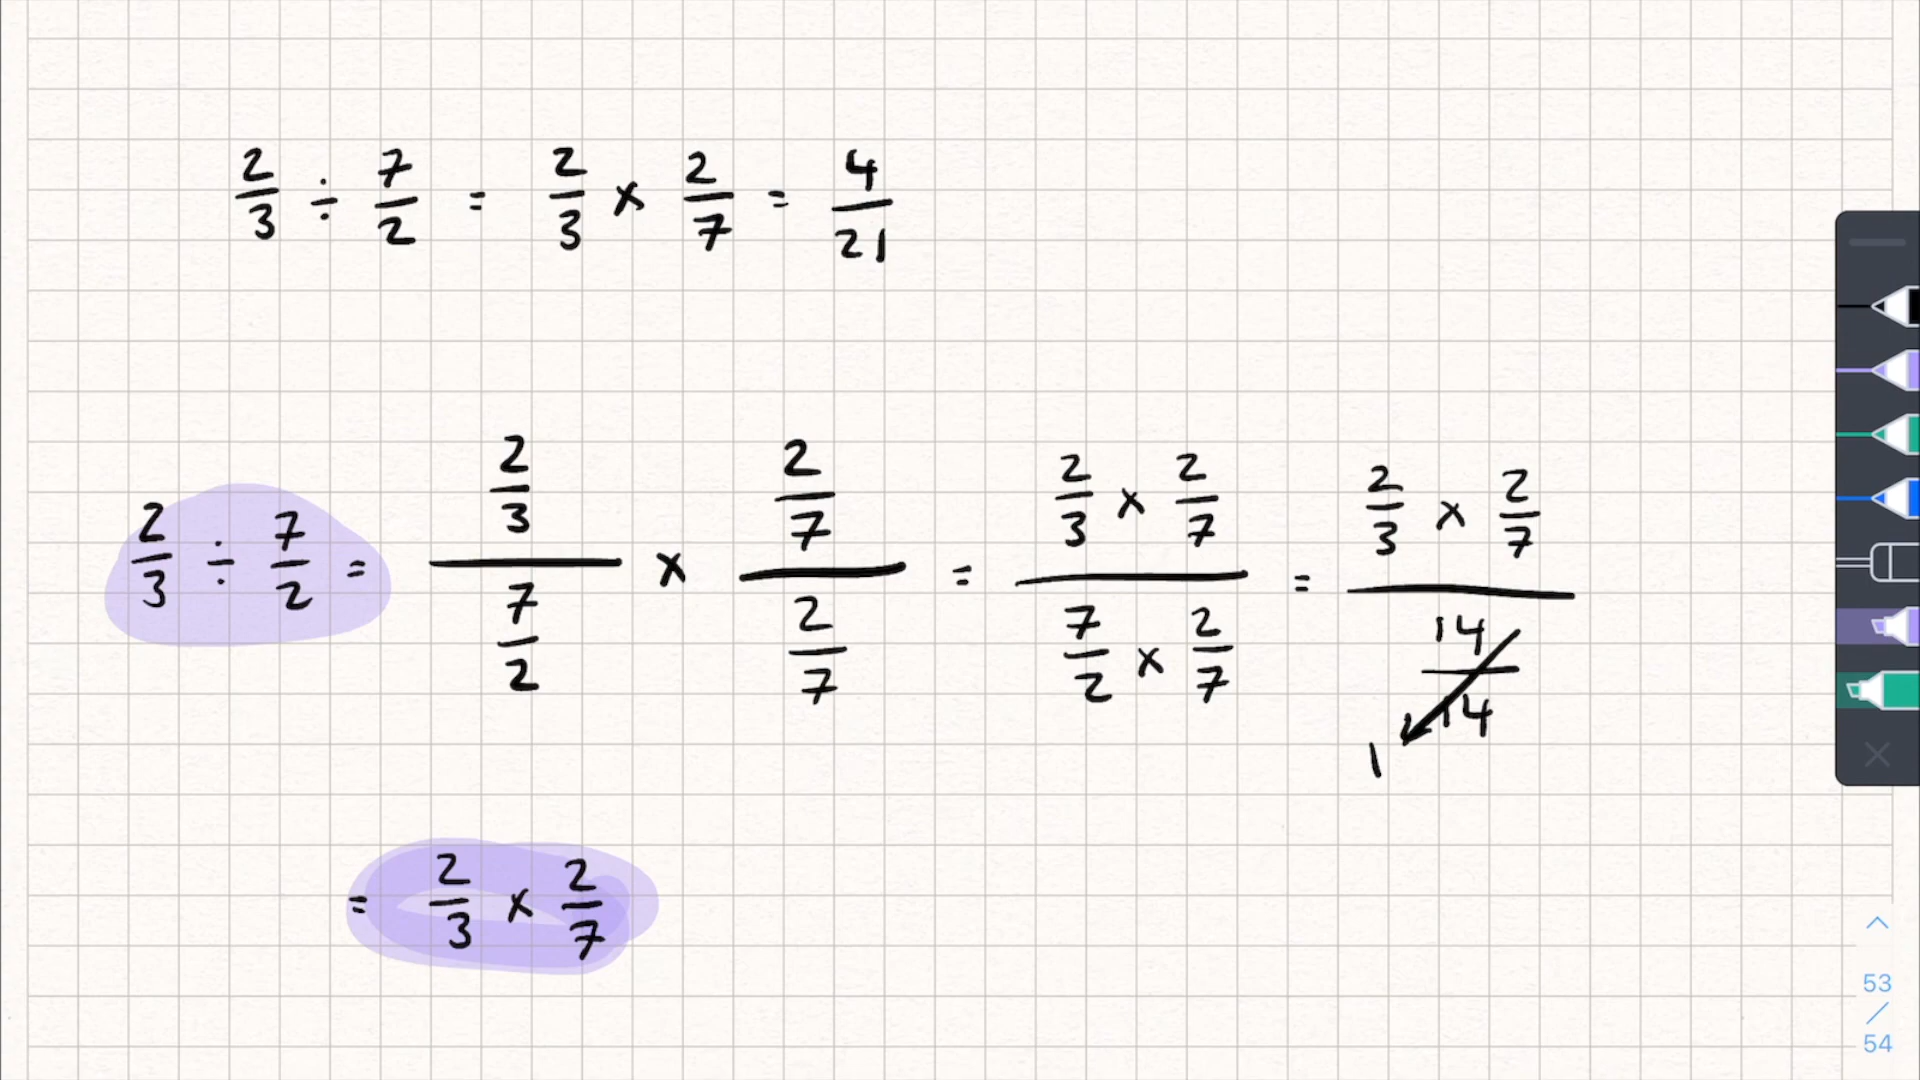 2/3 ÷ 7/2 = 2/3 × 2/7 = 4/21
2/3 ÷ 7/2 = (2/3)/(7/2) × (2/7)/(2/7) = (2/3 × 2/7)/(7/2 × 2/7) = (2/3 × 2/7)/(14/14) 1
= 2/3 × 2/7
53
/
54